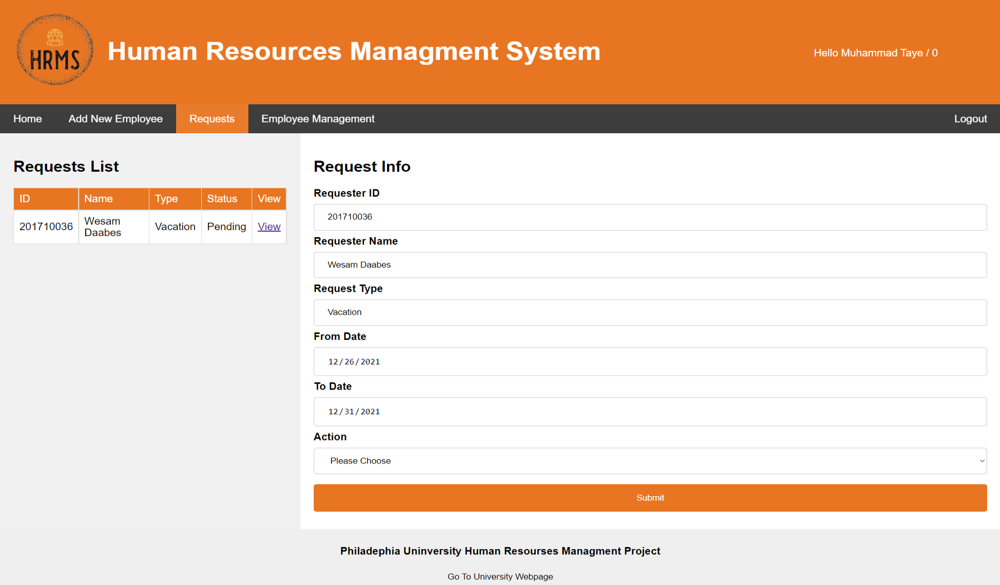 HRMS
Human Resources Managment System
Hello Muhammad Taye / 0
Home Add New Employee Requests Employee Management Logout
Requests List
ID Name Type Status View
201710036 Wesam Daabes Vacation Pending View
Request Info
Requester ID
201710036
Requester Name
Wesam Daabes
Request Type
Vacation
From Date
12/26/2021
To Date
12/31/2021
Action
Please Choose
Submit
Philadephia Uninversity Human Resourses Managment Project
Go To University Webpage